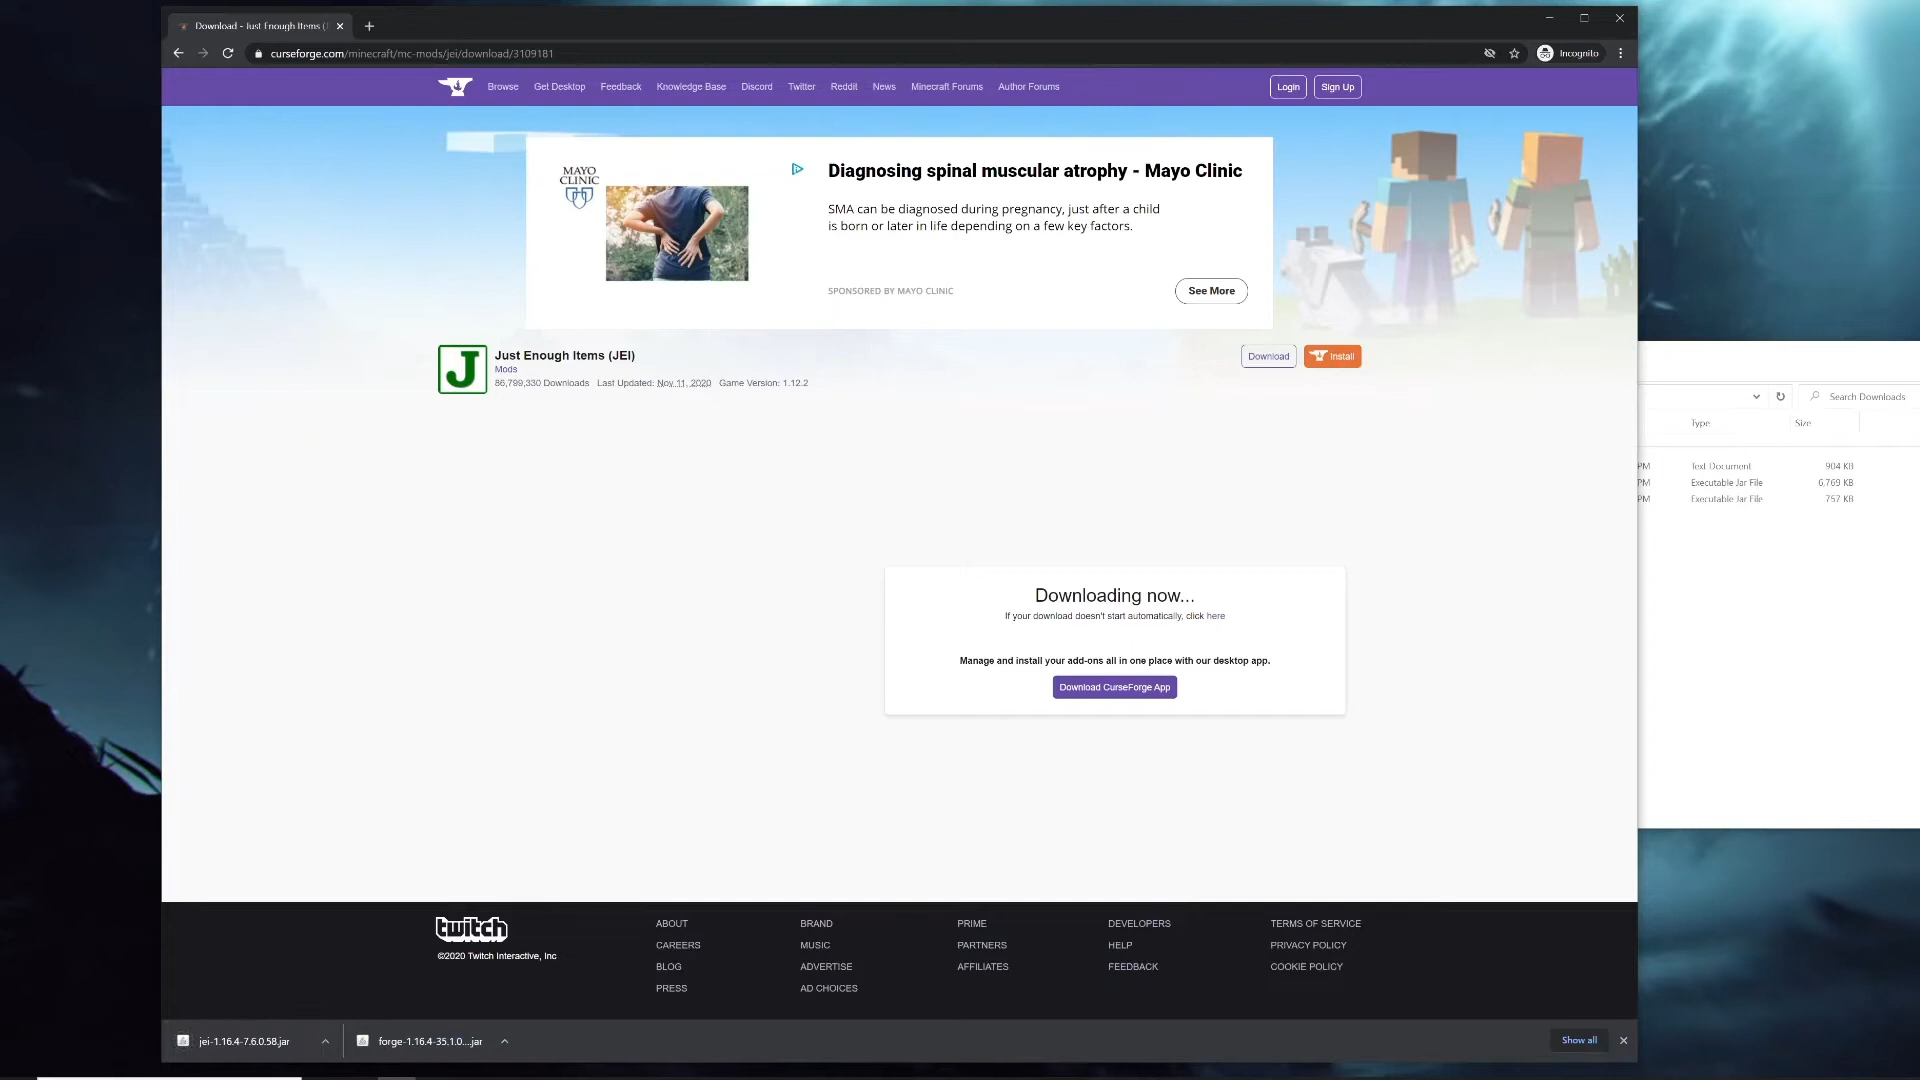 Download - Just Enough Items (J
curseforge.com/minecraft/mc-mods/jei/download/3109181
Incognito
Browse
Get Desktop
Feedback
Knowledge Base
Discord
Twitter
Reddit
News
Minecraft Forums
Author Forums
Login
Sign Up
MAYO
CLINIC
Diagnosing spinal muscular atrophy - Mayo Clinic
SMA can be diagnosed during pregnancy, just after a child
is born or later in life depending on a few key factors.
SPONSORED BY MAYO CLINIC
See More
J
Just Enough Items (JEI)
Mods
86,799,330 Downloads Last Updated: Nov 11, 2020 Game Version: 1.12.2
Download
Install
Search Downloads
Type
Size
PM Text Document 904 KB
PM Executable Jar File 6,769 KB
PM Executable Jar File 757 KB
Downloading now...
If your download doesn't start automatically, click here
Manage and install your add-ons all in one place with our desktop app.
Download CurseForge App
twitch
©2020 Twitch Interactive, Inc
ABOUT
CAREERS
BLOG
PRESS
BRAND
MUSIC
ADVERTISE
AD CHOICES
PRIME
PARTNERS
AFFILIATES
DEVELOPERS
HELP
FEEDBACK
TERMS OF SERVICE
PRIVACY POLICY
COOKIE POLICY
jei-1.16.4-7.6.0.58.jar
forge-1.16.4-35.1.0....jar
Show all